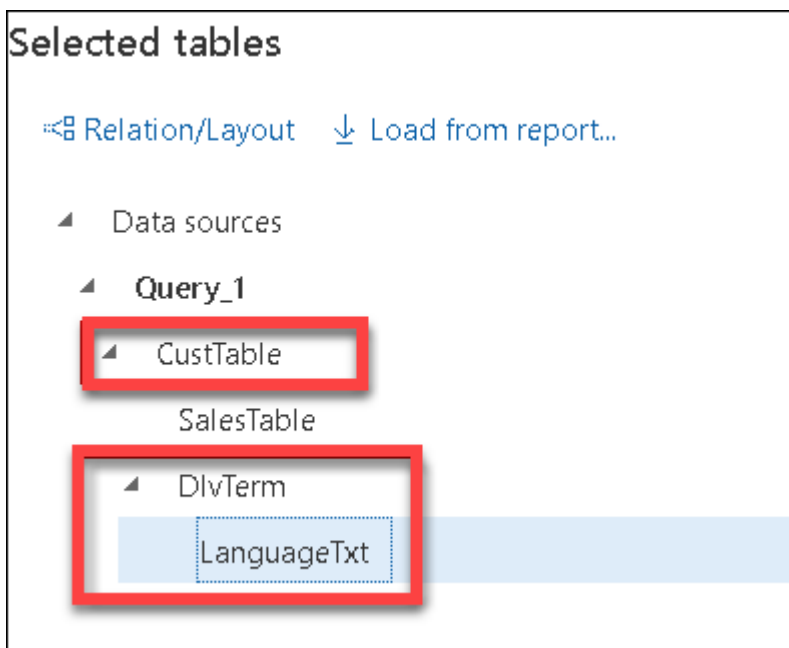 Selected tables
Relation/Layout Load from report...
Data sources
Query_1
CustTable
SalesTable
DlvTerm
LanguageTxt